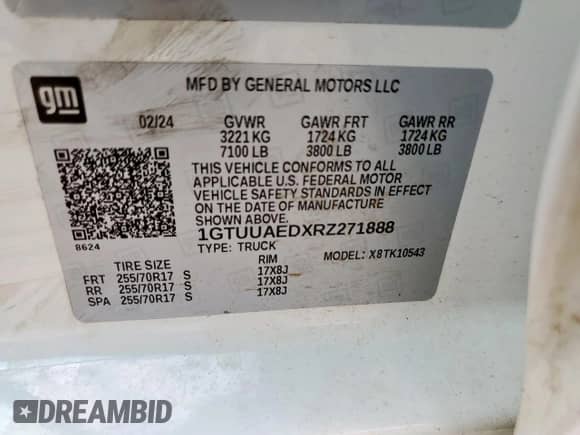 gm
MFD BY GENERAL MOTORS LLC
02/24 GVWR GAWR FRT GAWR RR
3221 KG 1724 KG 1724 KG
7100 LB 3800 LB 3800 LB
THIS VEHICLE CONFORMS TO ALL
APPLICABLE U.S. FEDERAL MOTOR
VEHICLE SAFETY STANDARDS IN EFFECT
ON THE DATE OF MANUFACTURE
SHOWN ABOVE.
1GTUUAEDXRZ271888
8624
TYPE: TRUCK MODEL: X8TK10543
TIRE SIZE RIM
FRT 255/70R17 S 17X8J
RR 255/70R17 S 17X8J
SPA 255/70R17 S 17X8J
DREAMBID